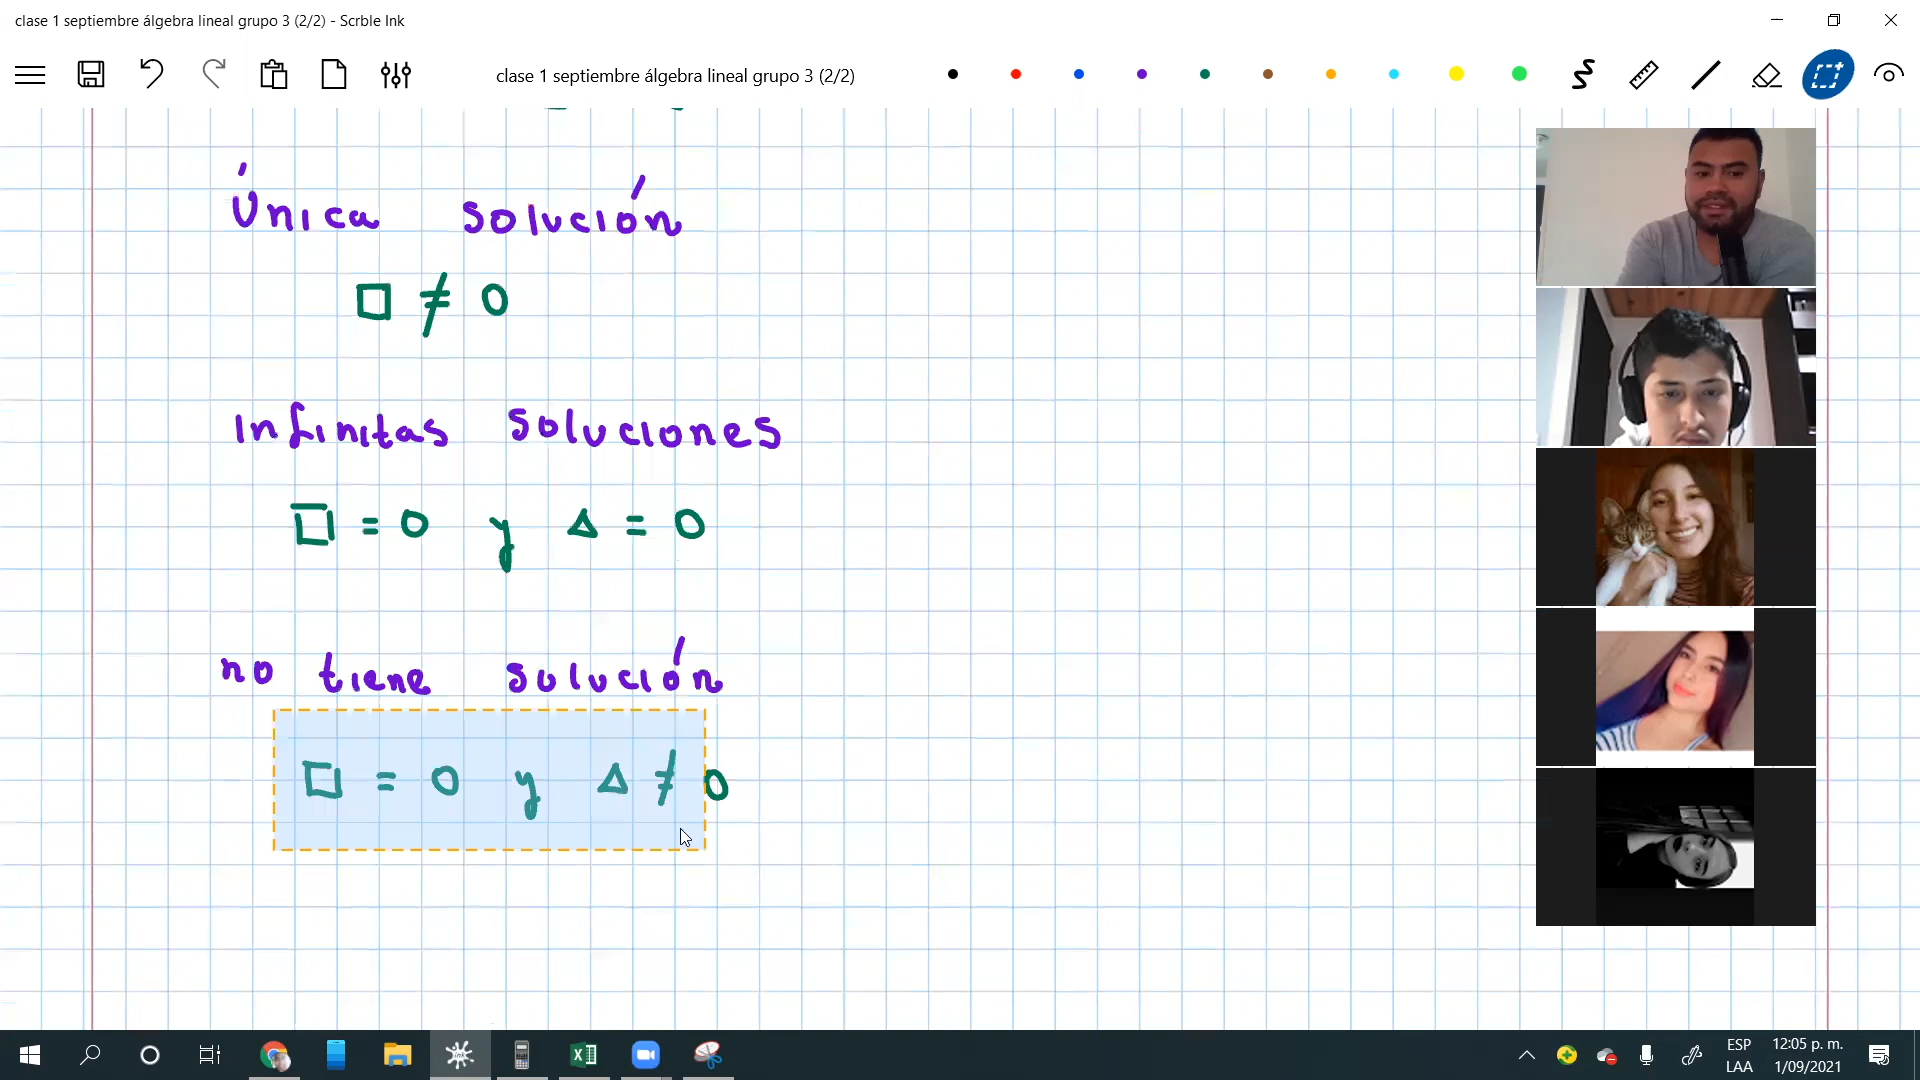 clase 1 septiembre álgebra lineal grupo 3 (2/2) - Scrble Ink
clase 1 septiembre álgebra lineal grupo 3 (2/2)
Única solución
□ ≠ 0
Infinitas soluciones
□ = 0 y Δ = 0
no tiene solución
□ = 0 y Δ ≠ 0
ESP
LAA
12:05 p. m.
1/09/2021